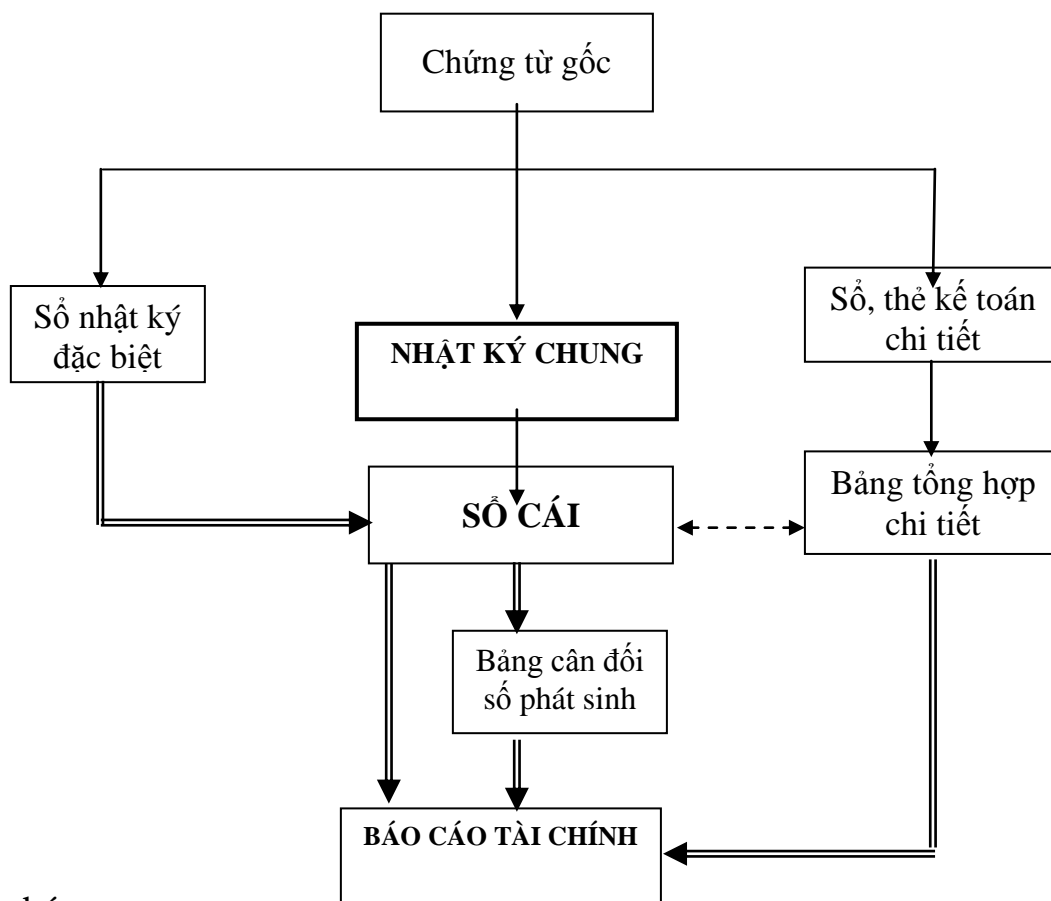 Chứng từ gốc
Sổ nhật ký
đặc biệt
NHẬT KÝ CHUNG
Sổ, thẻ kế toán
chi tiết
SỔ CÁI
Bảng tổng hợp
chi tiết
Bảng cân đối
số phát sinh
BÁO CÁO TÀI CHÍNH